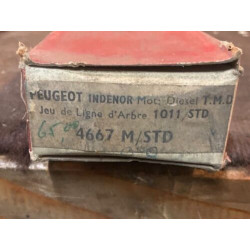 PEUGEOT INDENOR Mot. Diesel T.M.D
Jeu de Ligne d'Arbre 1011/STD
4667 M/STD